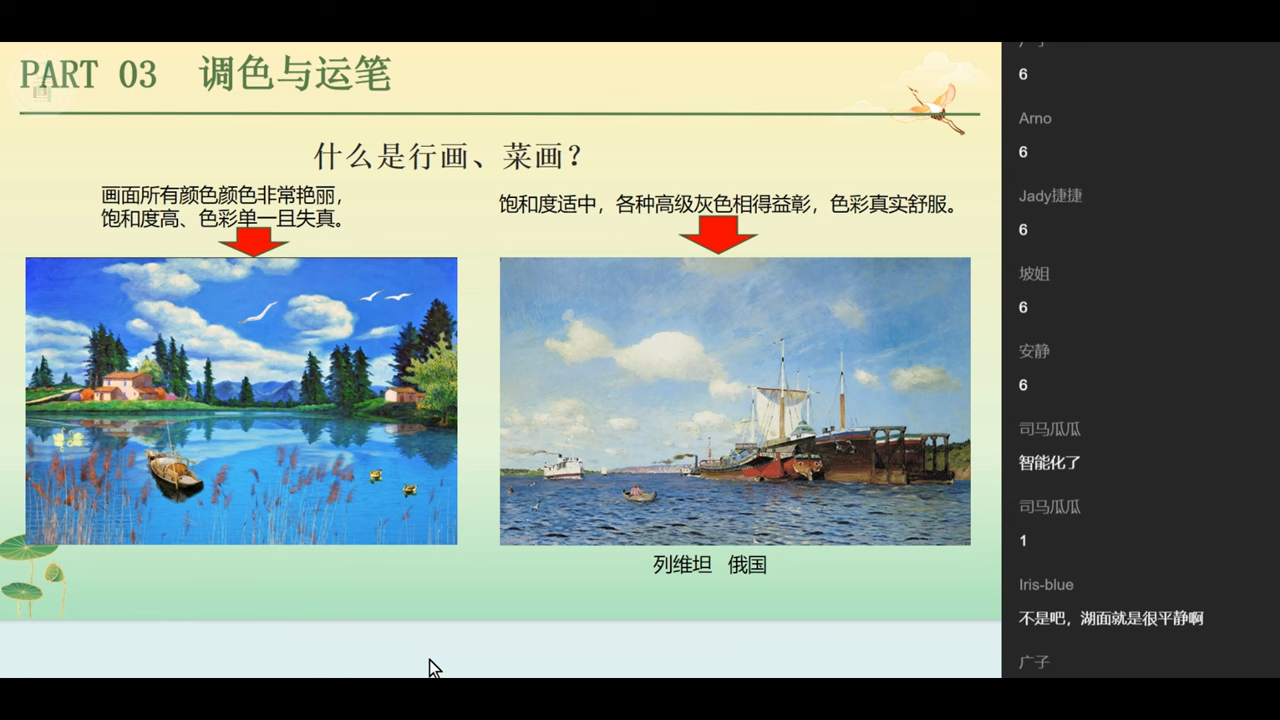 PART 03 调色与运笔
什么是行画、菜画？
画面所有颜色颜色非常艳丽，
饱和度高、色彩单一且失真。
饱和度适中，各种高级灰色相得益彰，色彩真实舒服。
列维坦 俄国
6
Arno
6
Jady捷捷
6
坡姐
6
安静
6
司马瓜瓜
智能化了
司马瓜瓜
1
Iris-blue
不是吧，湖面就是很平静啊
广子